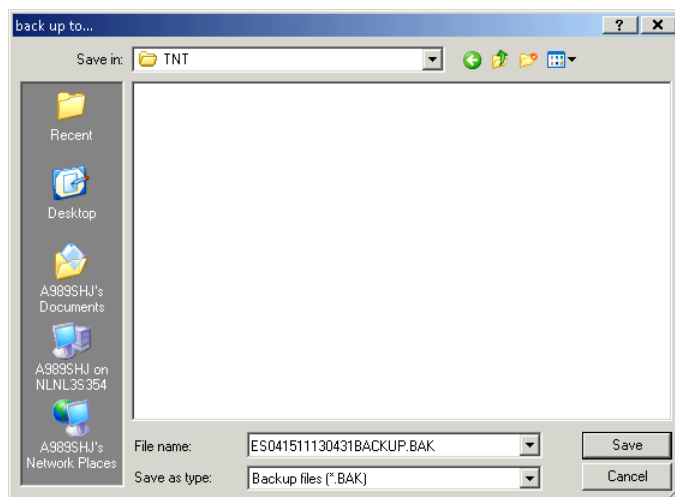 back up to...
Save in: TNT
Recent
Desktop
A989SHJ's
Documents
A989SHJ on
NLNL3S354
A989SHJ's
Network Places
File name: ES041511130431BACKUP.BAK Save
Save as type: Backup files (*.BAK) Cancel